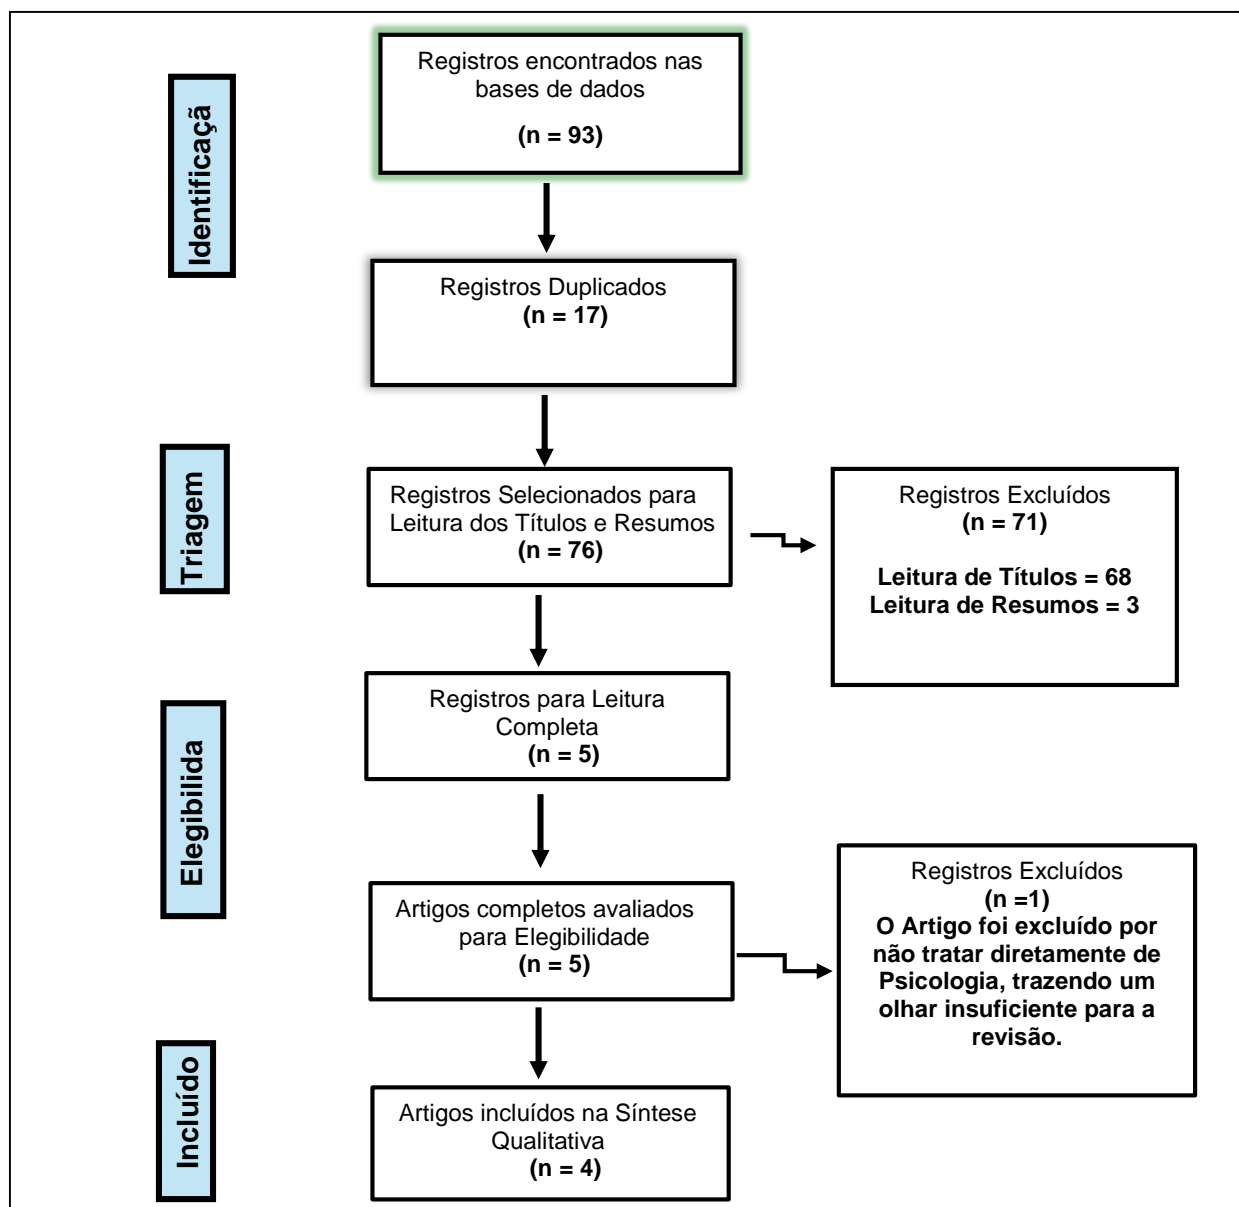 Identificaçã
Registros encontrados nas
bases de dados
(n = 93)
Registros Duplicados
(n = 17)
Triagem
Registros Selecionados para
Leitura dos Títulos e Resumos
(n = 76)
Registros Excluídos
(n = 71)
Leitura de Títulos = 68
Leitura de Resumos = 3
Elegibilida
Registros para Leitura
Completa
(n = 5)
Artigos completos avaliados
para Elegibilidade
(n = 5)
Registros Excluídos
(n =1)
O Artigo foi excluído por
não tratar diretamente de
Psicologia, trazendo um
olhar insuficiente para a
revisão.
Incluído
Artigos incluídos na Síntese
Qualitativa
(n = 4)